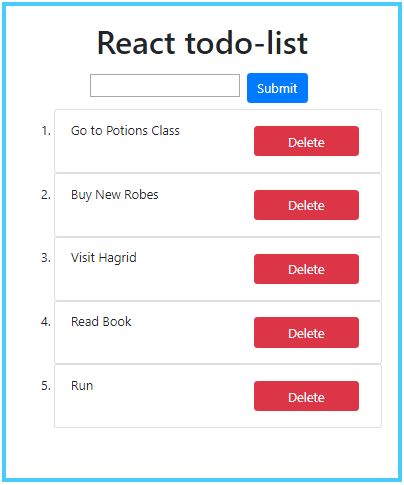 React todo-list
Submit
1. Go to Potions Class Delete
2. Buy New Robes Delete
3. Visit Hagrid Delete
4. Read Book Delete
5. Run Delete